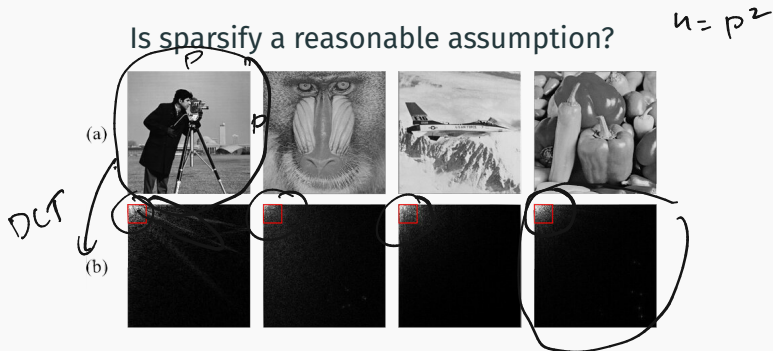 Is sparsify a reasonable assumption?
n = p²
p
p
(a)
DCT
(b)